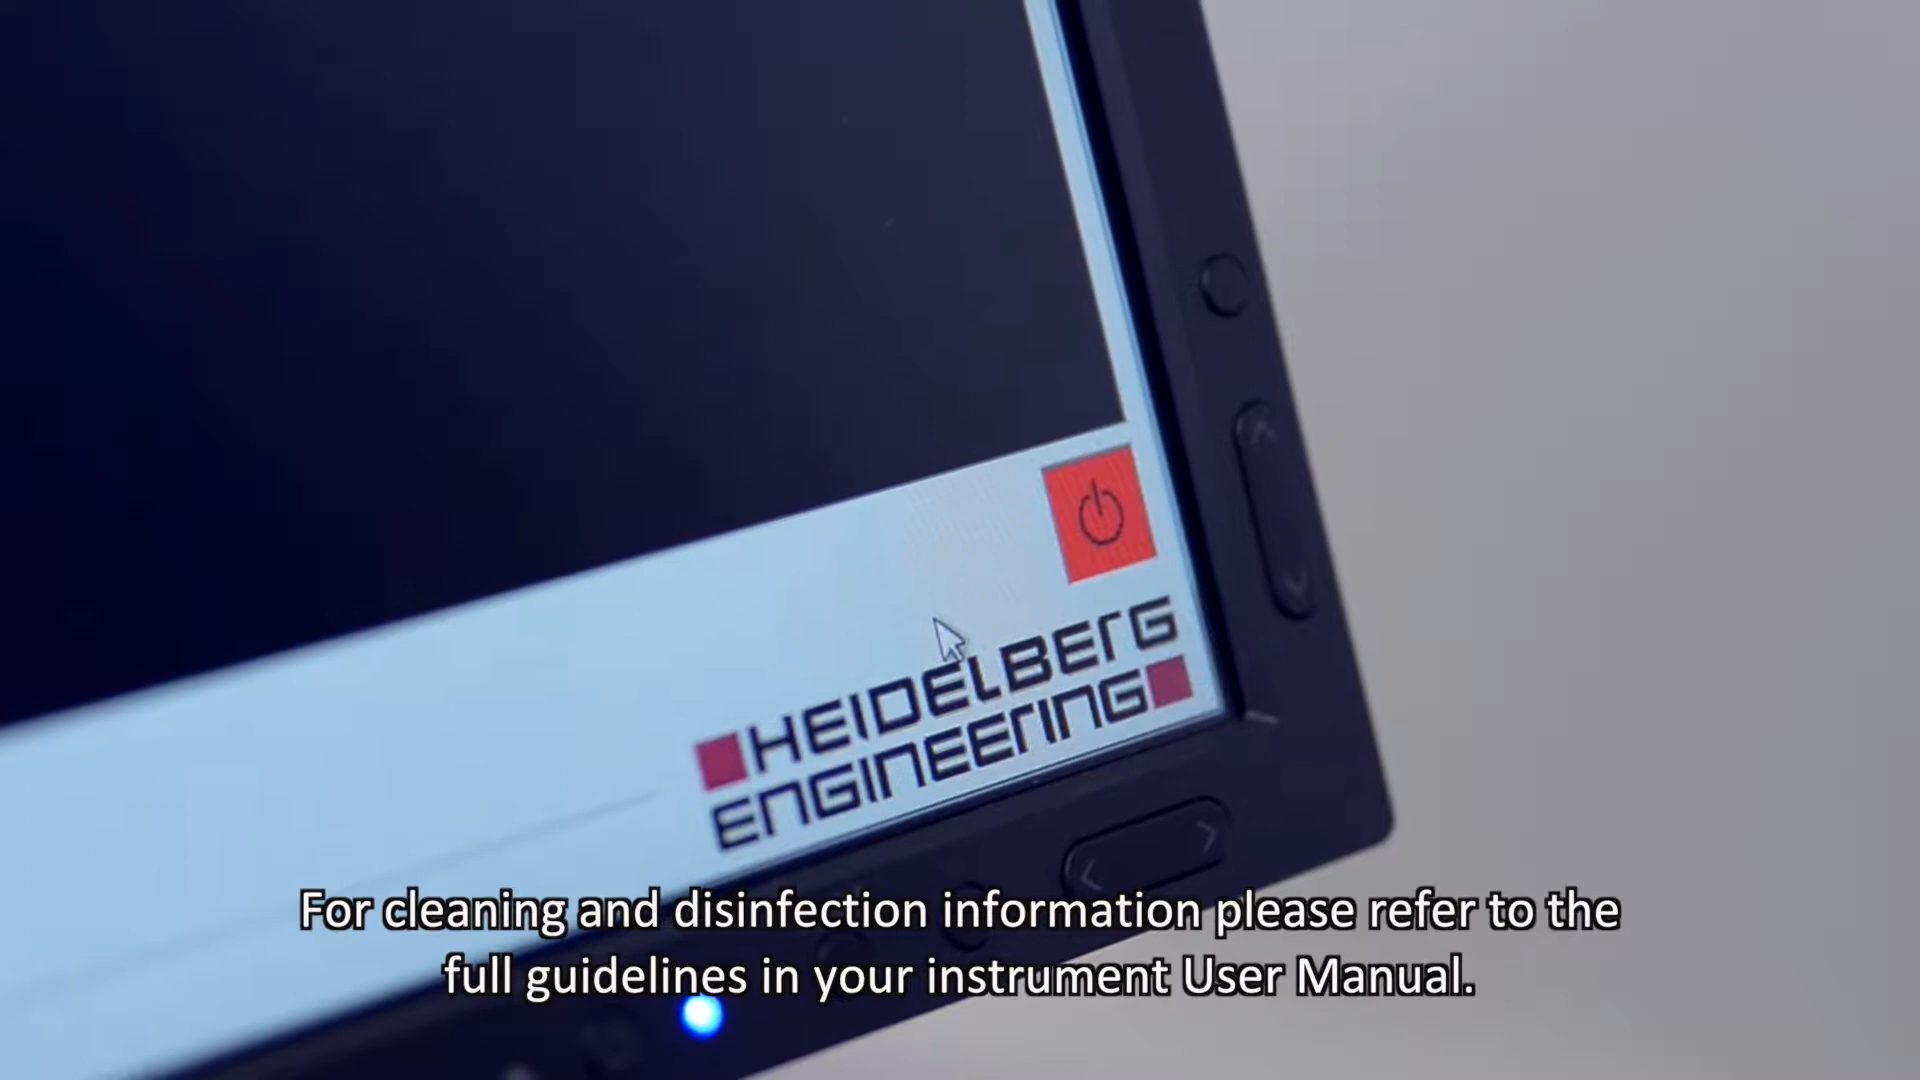 HEIDELBERG
ENGINEERING
For cleaning and disinfection information please refer to the
full guidelines in your instrument User Manual.